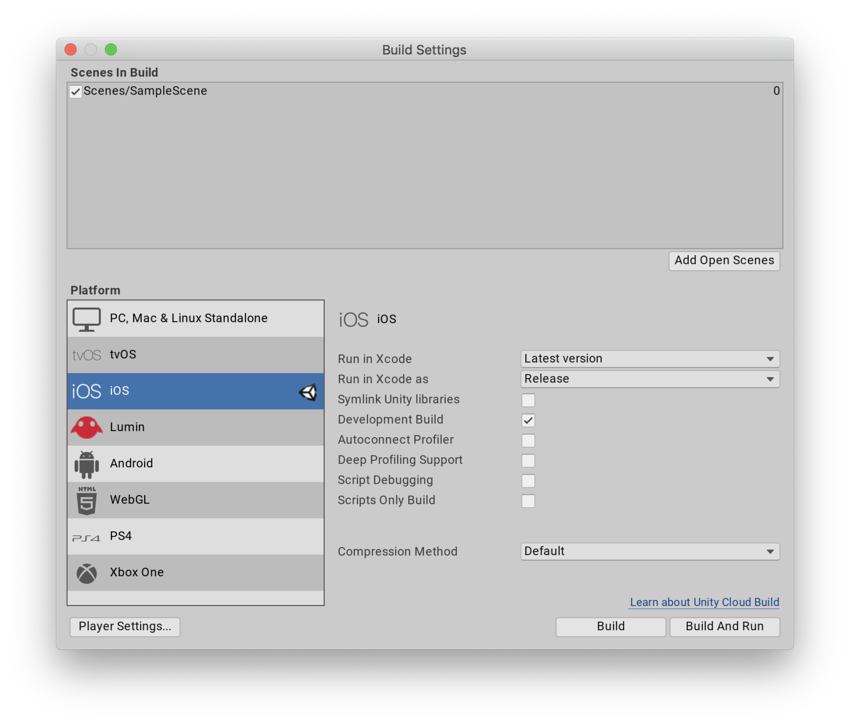 Build Settings
Scenes In Build
Scenes/SampleScene 0
Add Open Scenes
Platform
PC, Mac & Linux Standalone
tvOS tvOS
iOS iOS
Lumin
Android
HTML 5 WebGL
PS4 PS4
Xbox One
iOS iOS
Run in Xcode Latest version
Run in Xcode as Release
Symlink Unity libraries
Development Build
Autoconnect Profiler
Deep Profiling Support
Script Debugging
Scripts Only Build
Compression Method Default
Learn about Unity Cloud Build
Player Settings... Build Build And Run